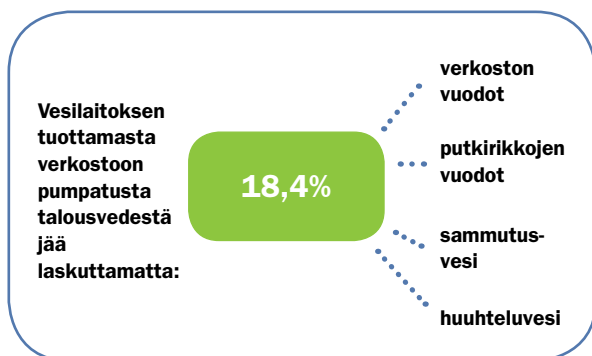 Vesilaitoksen
tuottamasta
verkostoon
pumpatusta
talousvedestä
jää
laskuttamatta:
18,4%
verkoston
vuodot
putkirikkojen
vuodot
sammutus-
vesi
huuhteluvesi